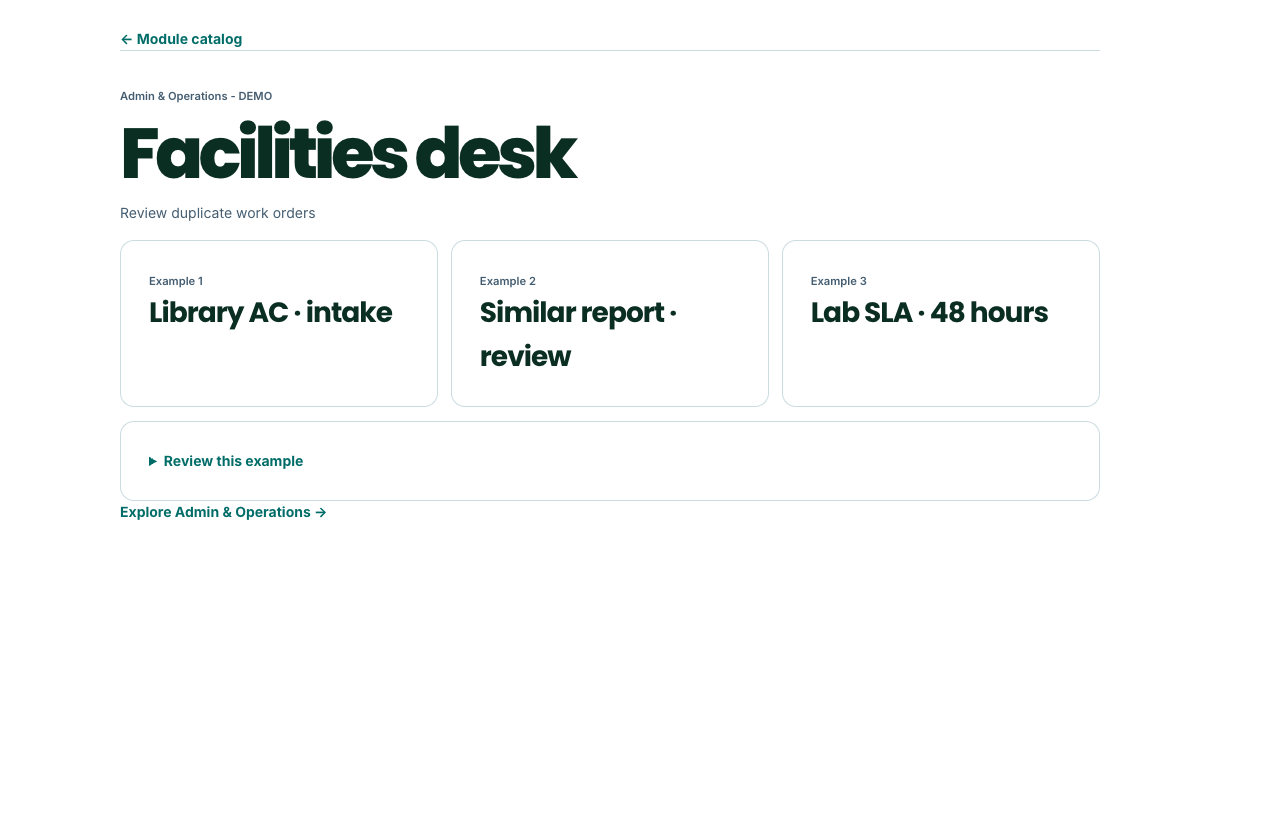 ← Module catalog
Admin & Operations - DEMO
Facilities desk
Review duplicate work orders
Example 1
Library AC · intake
Example 2
Similar report ·
review
Example 3
Lab SLA · 48 hours
▶ Review this example
Explore Admin & Operations →